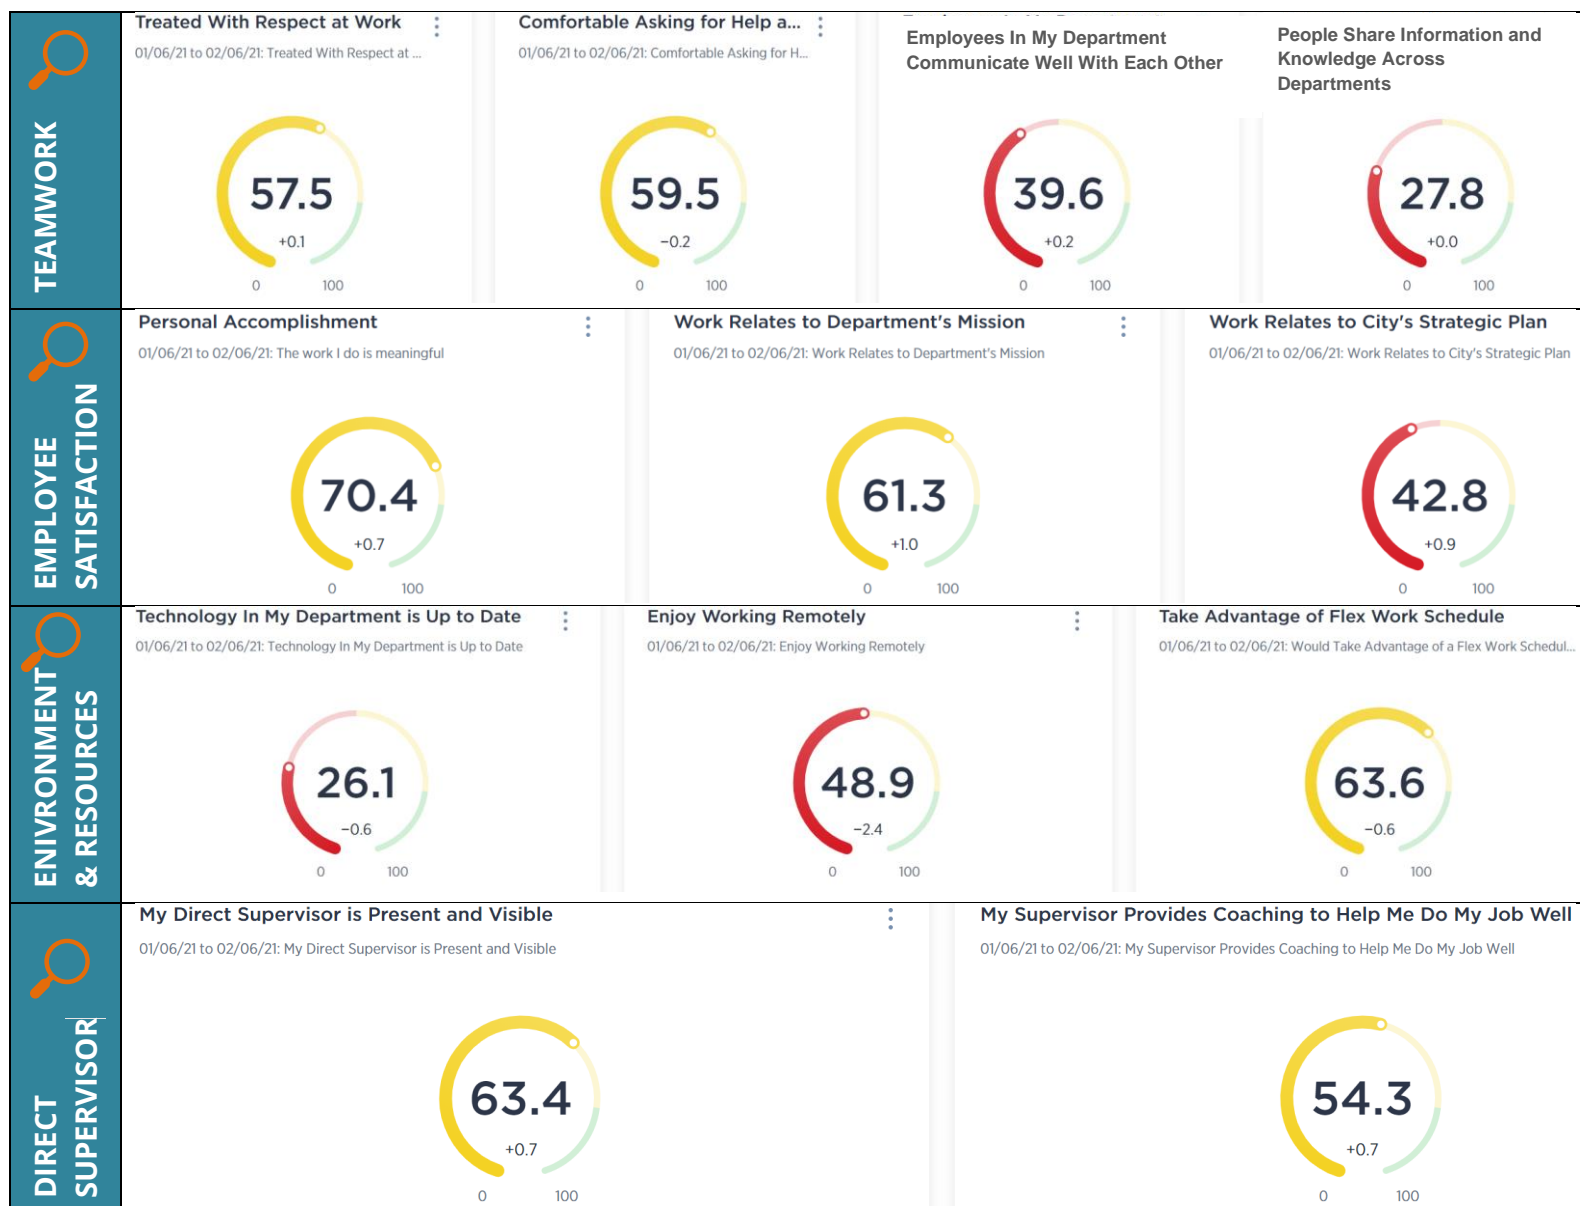 TEAMWORK
Treated With Respect at Work
01/06/21 to 02/06/21: Treated With Respect at ...
57.5
+0.1
0 100
Comfortable Asking for Help a...
01/06/21 to 02/06/21: Comfortable Asking for H...
59.5
−0.2
0 100
Employees In My Department
Communicate Well With Each Other
39.6
+0.2
0 100
People Share Information and
Knowledge Across
Departments
27.8
+0.0
0 100
EMPLOYEE
SATISFACTION
Personal Accomplishment
01/06/21 to 02/06/21: The work I do is meaningful
70.4
+0.7
0 100
Work Relates to Department's Mission
01/06/21 to 02/06/21: Work Relates to Department's Mission
61.3
+1.0
0 100
Work Relates to City's Strategic Plan
01/06/21 to 02/06/21: Work Relates to City's Strategic Plan
42.8
+0.9
0 100
ENIVRONMENT
& RESOURCES
Technology In My Department is Up to Date
01/06/21 to 02/06/21: Technology In My Department is Up to Date
26.1
−0.6
0 100
Enjoy Working Remotely
01/06/21 to 02/06/21: Enjoy Working Remotely
48.9
−2.4
0 100
Take Advantage of Flex Work Schedule
01/06/21 to 02/06/21: Would Take Advantage of a Flex Work Schedul...
63.6
−0.6
0 100
DIRECT
SUPERVISOR
My Direct Supervisor is Present and Visible
01/06/21 to 02/06/21: My Direct Supervisor is Present and Visible
63.4
+0.7
0 100
My Supervisor Provides Coaching to Help Me Do My Job Well
01/06/21 to 02/06/21: My Supervisor Provides Coaching to Help Me Do My Job Well
54.3
+0.7
0 100